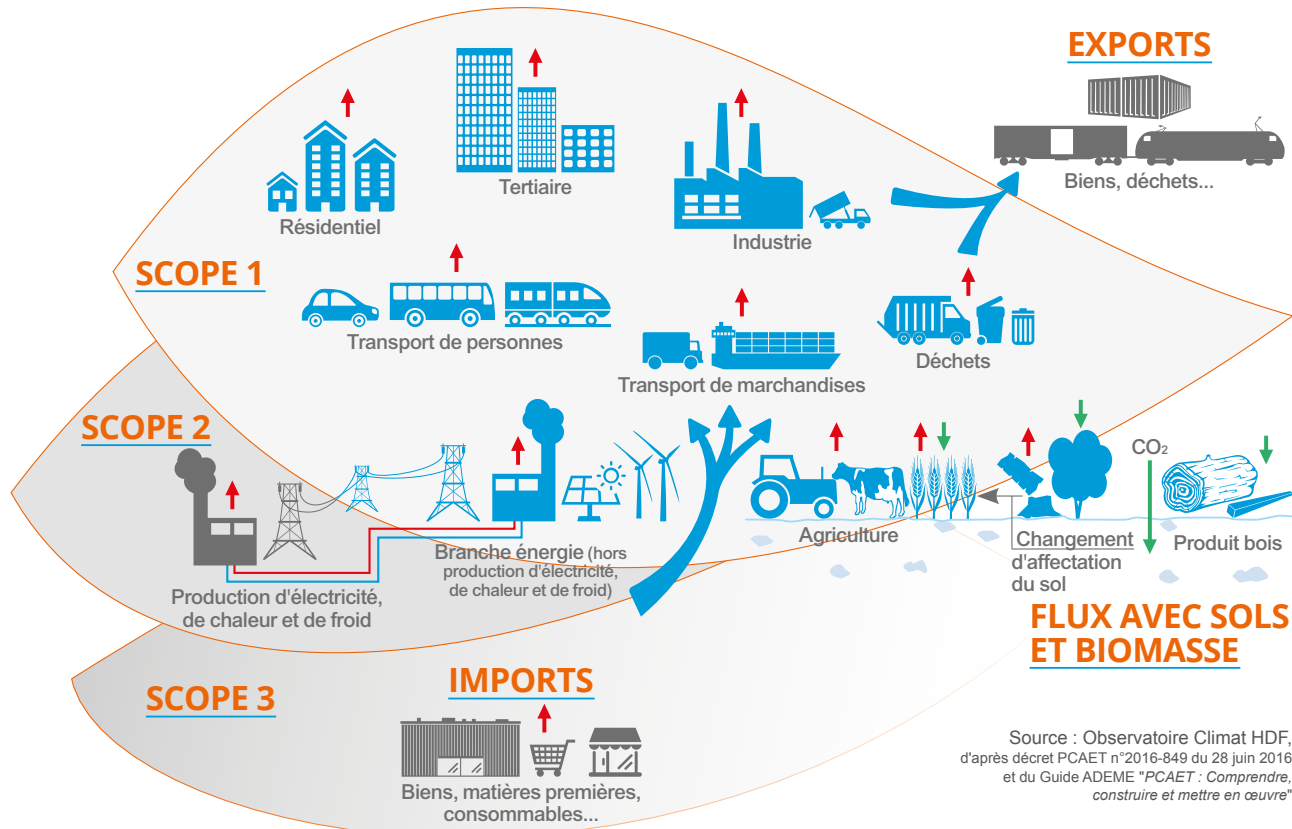 EXPORTS
Biens, déchets...
Tertiaire
Résidentiel
Industrie
SCOPE 1
Transport de personnes
Déchets
Transport de marchandises
SCOPE 2
CO₂
Agriculture
Changement
d'affectation
du sol
Produit bois
Branche énergie (hors
production d'électricité,
de chaleur et de froid)
Production d'électricité,
de chaleur et de froid
FLUX AVEC SOLS
ET BIOMASSE
SCOPE 3
IMPORTS
Biens, matières premières,
consommables...
Source : Observatoire Climat HDF,
d'après décret PCAET n°2016-849 du 28 juin 2016
et du Guide ADEME "PCAET : Comprendre,
construire et mettre en œuvre"